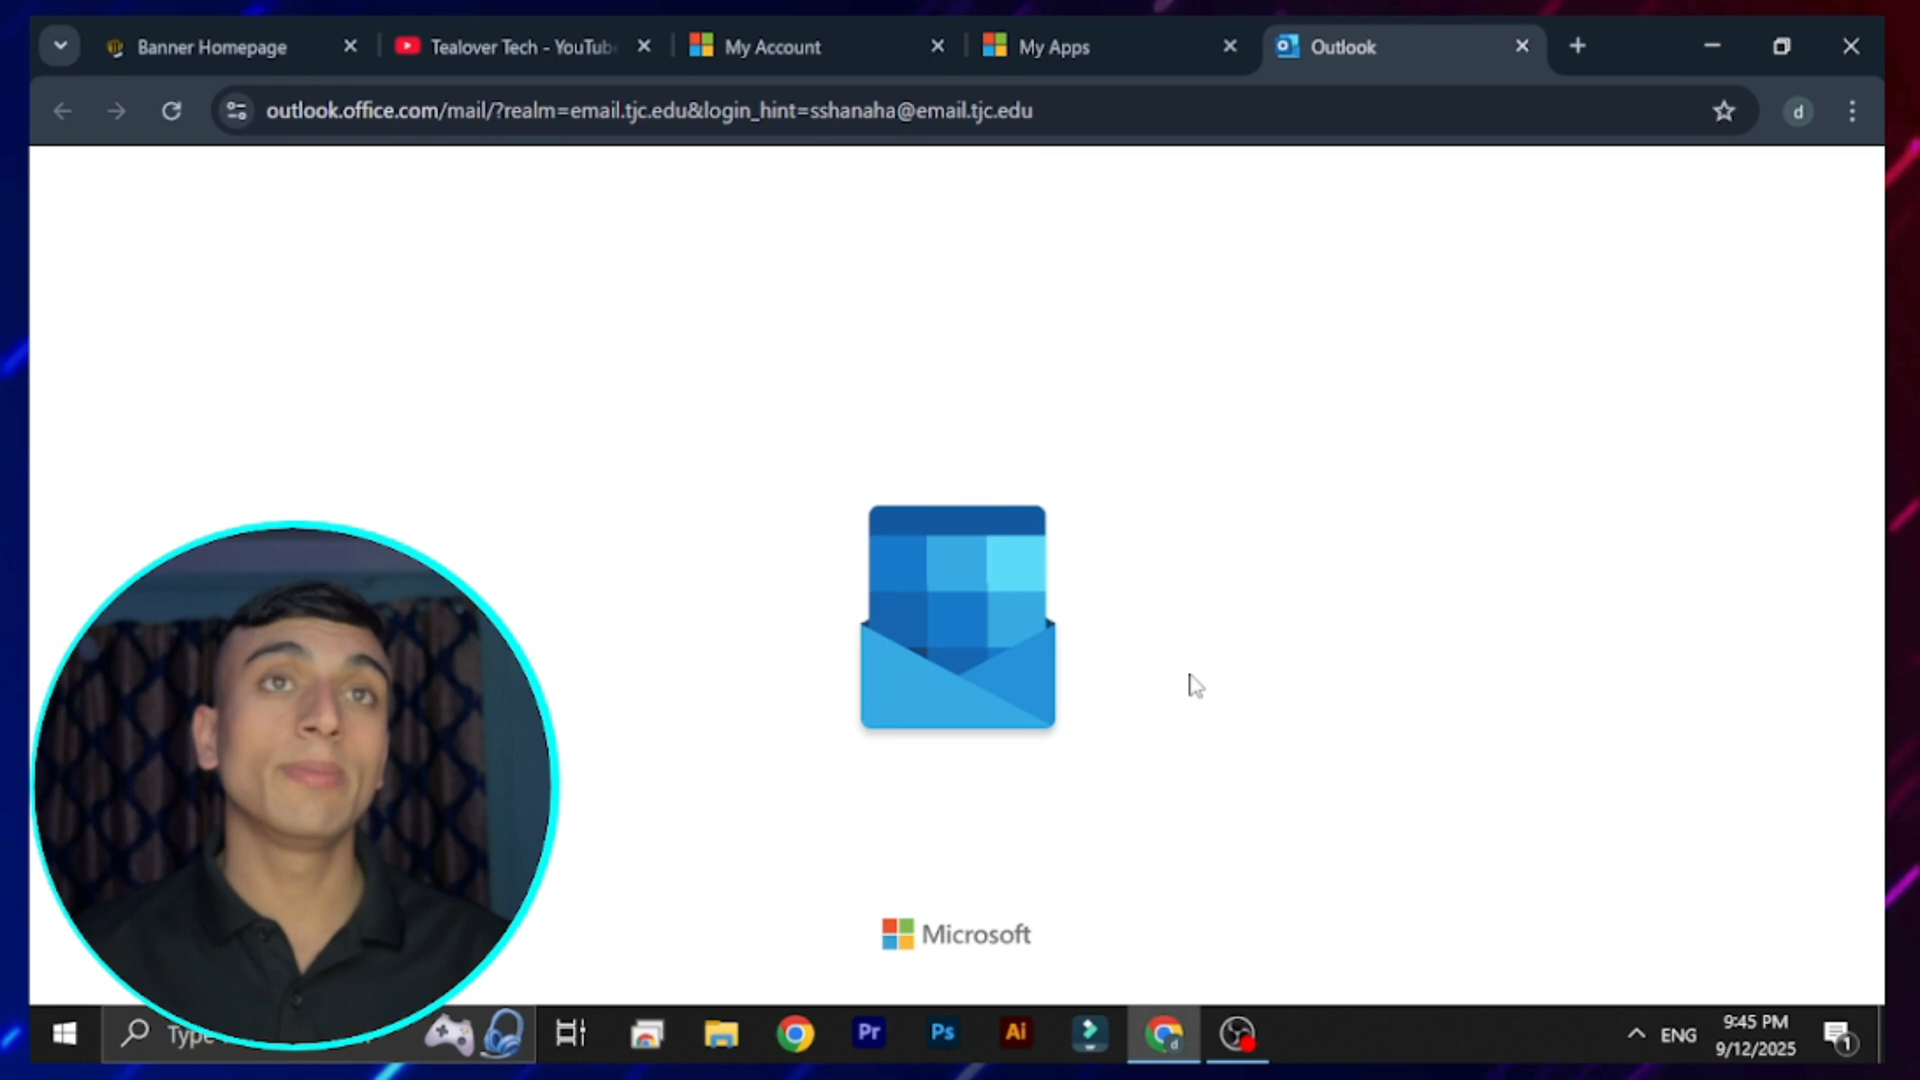 Banner Homepage
Tealover Tech - YouTub
My Account
My Apps
Outlook
outlook.office.com/mail/?realm=email.tjc.edu&login_hint=sshanaha@email.tjc.edu
d
Microsoft
Type
Pr
Ps
Ai
d
ENG
9:45 PM
9/12/2025
1